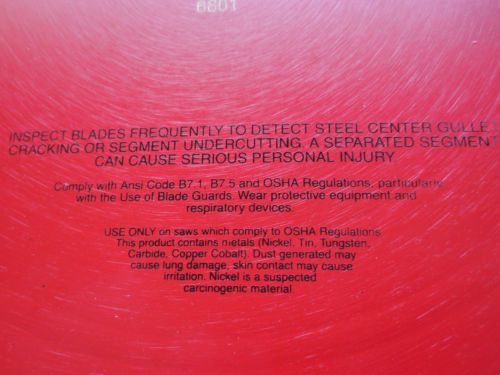 6601
INSPECT BLADES FREQUENTLY TO DETECT STEEL CENTER GULLET
CRACKING OR SEGMENT UNDERCUTTING. A SEPARATED SEGMENT
CAN CAUSE SERIOUS PERSONAL INJURY
Comply with Ansi Code B7.1, B7.5 and OSHA Regulations, particularly
with the Use of Blade Guards. Wear protective equipment and
respiratory devices.
USE ONLY on saws which comply to OSHA Regulations
This product contains metals (Nickel, Tin, Tungsten,
Carbide, Copper Cobalt). Dust generated may
cause lung damage, skin contact may cause
irritation. Nickel is a suspected
carcinogenic material.